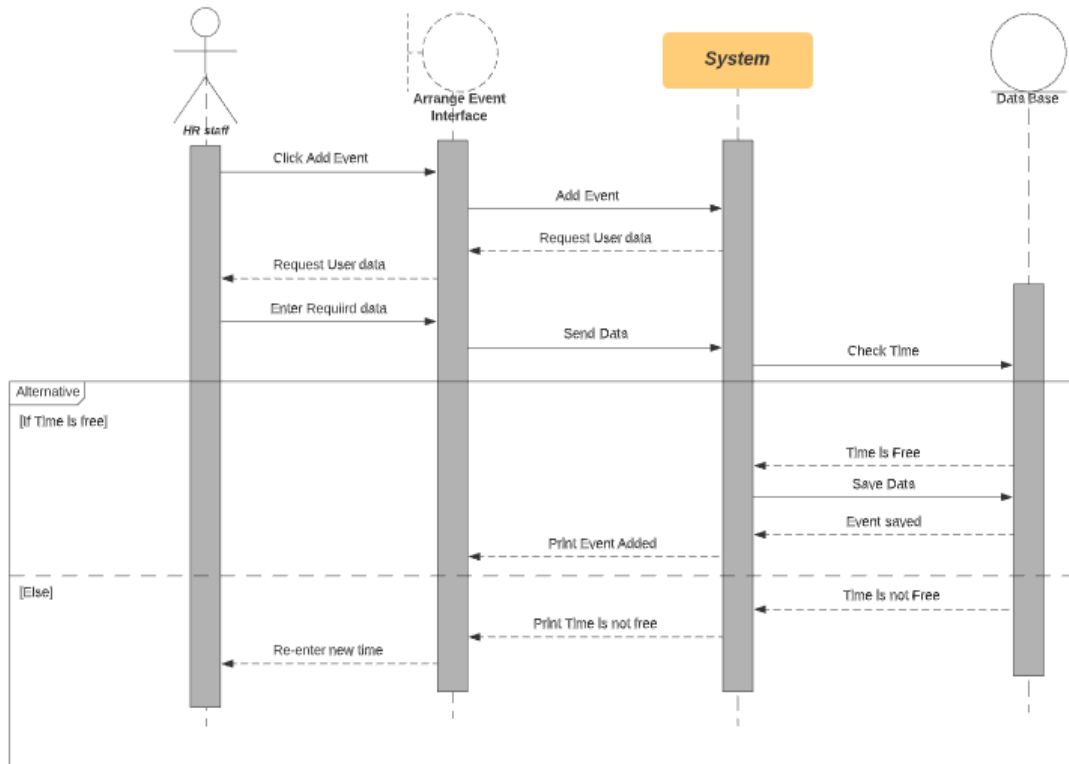 System
Arrange Event
Interface
Data Base
HR staff
Click Add Event
Add Event
Request User data
Request User data
Enter Requiird data
Send Data
Check Time
Alternative
[If Time is free]
Time is Free
Save Data
Event saved
Print Event Added
[Else]
Time is not Free
Print Time is not free
Re-enter new time